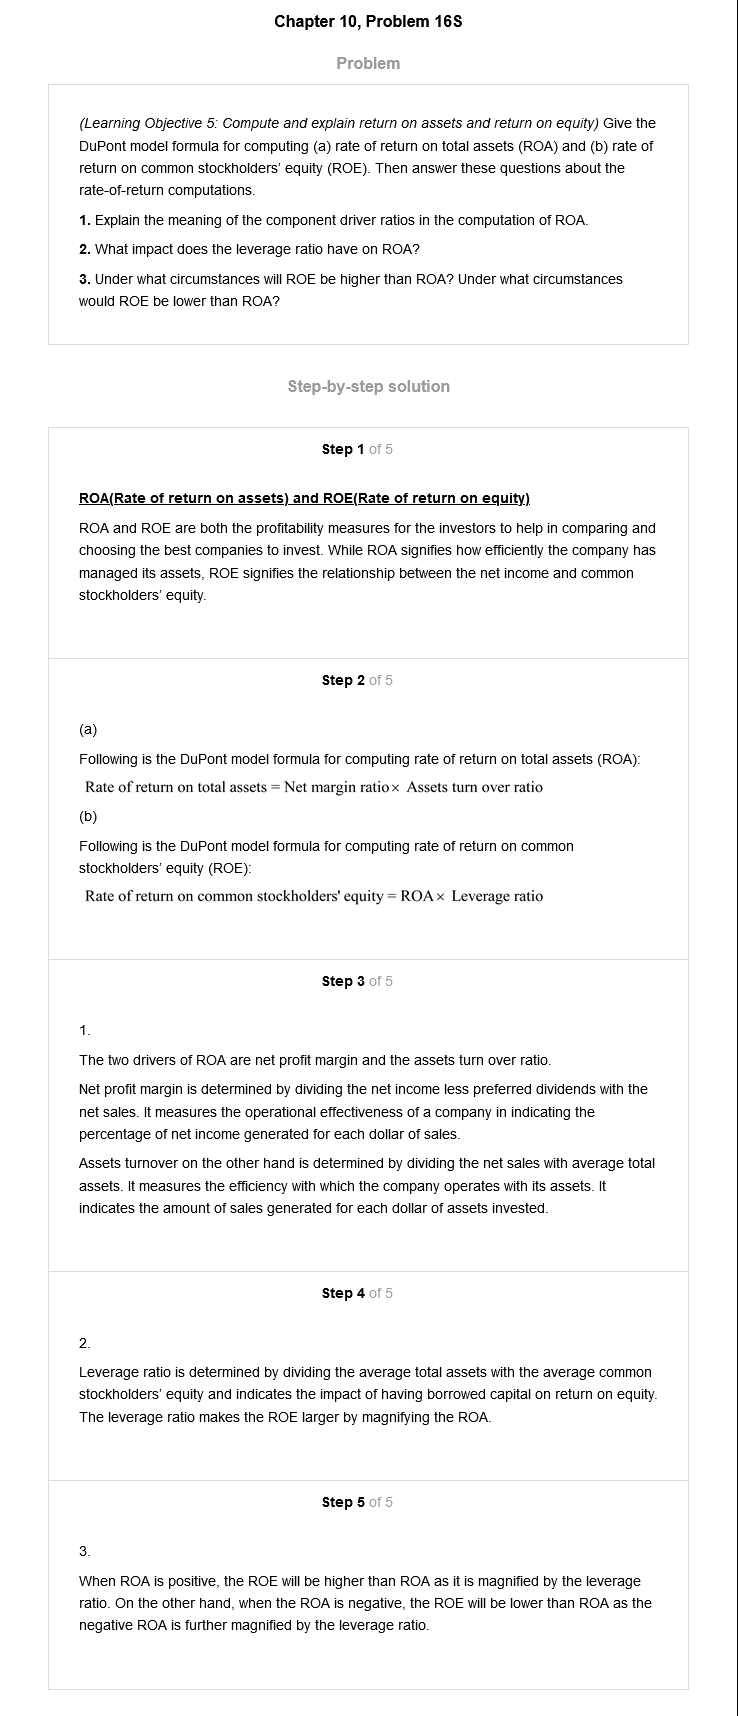 Chapter 10, Problem 16S
Problem
(Learning Objective 5: Compute and explain return on assets and return on equity) Give the
DuPont model formula for computing (a) rate of return on total assets (ROA) and (b) rate of
return on common stockholders' equity (ROE). Then answer these questions about the
rate-of-return computations.
1. Explain the meaning of the component driver ratios in the computation of ROA.
2. What impact does the leverage ratio have on ROA?
3. Under what circumstances will ROE be higher than ROA? Under what circumstances
would ROE be lower than ROA?
Step-by-step solution
Step 1 of 5
ROA(Rate of return on assets) and ROE(Rate of return on equity)
ROA and ROE are both the profitability measures for the investors to help in comparing and
choosing the best companies to invest. While ROA signifies how efficiently the company has
managed its assets, ROE signifies the relationship between the net income and common
stockholders' equity.
Step 2 of 5
(a)
Following is the DuPont model formula for computing rate of return on total assets (ROA):
Rate of return on total assets = Net margin ratio× Assets turn over ratio
(b)
Following is the DuPont model formula for computing rate of return on common
stockholders' equity (ROE):
Rate of return on common stockholders' equity = ROA× Leverage ratio
Step 3 of 5
1.
The two drivers of ROA are net profit margin and the assets turn over ratio.
Net profit margin is determined by dividing the net income less preferred dividends with the
net sales. It measures the operational effectiveness of a company in indicating the
percentage of net income generated for each dollar of sales.
Assets turnover on the other hand is determined by dividing the net sales with average total
assets. It measures the efficiency with which the company operates with its assets. It
indicates the amount of sales generated for each dollar of assets invested.
Step 4 of 5
2.
Leverage ratio is determined by dividing the average total assets with the average common
stockholders' equity and indicates the impact of having borrowed capital on return on equity.
The leverage ratio makes the ROE larger by magnifying the ROA.
Step 5 of 5
3.
When ROA is positive, the ROE will be higher than ROA as it is magnified by the leverage
ratio. On the other hand, when the ROA is negative, the ROE will be lower than ROA as the
negative ROA is further magnified by the leverage ratio.